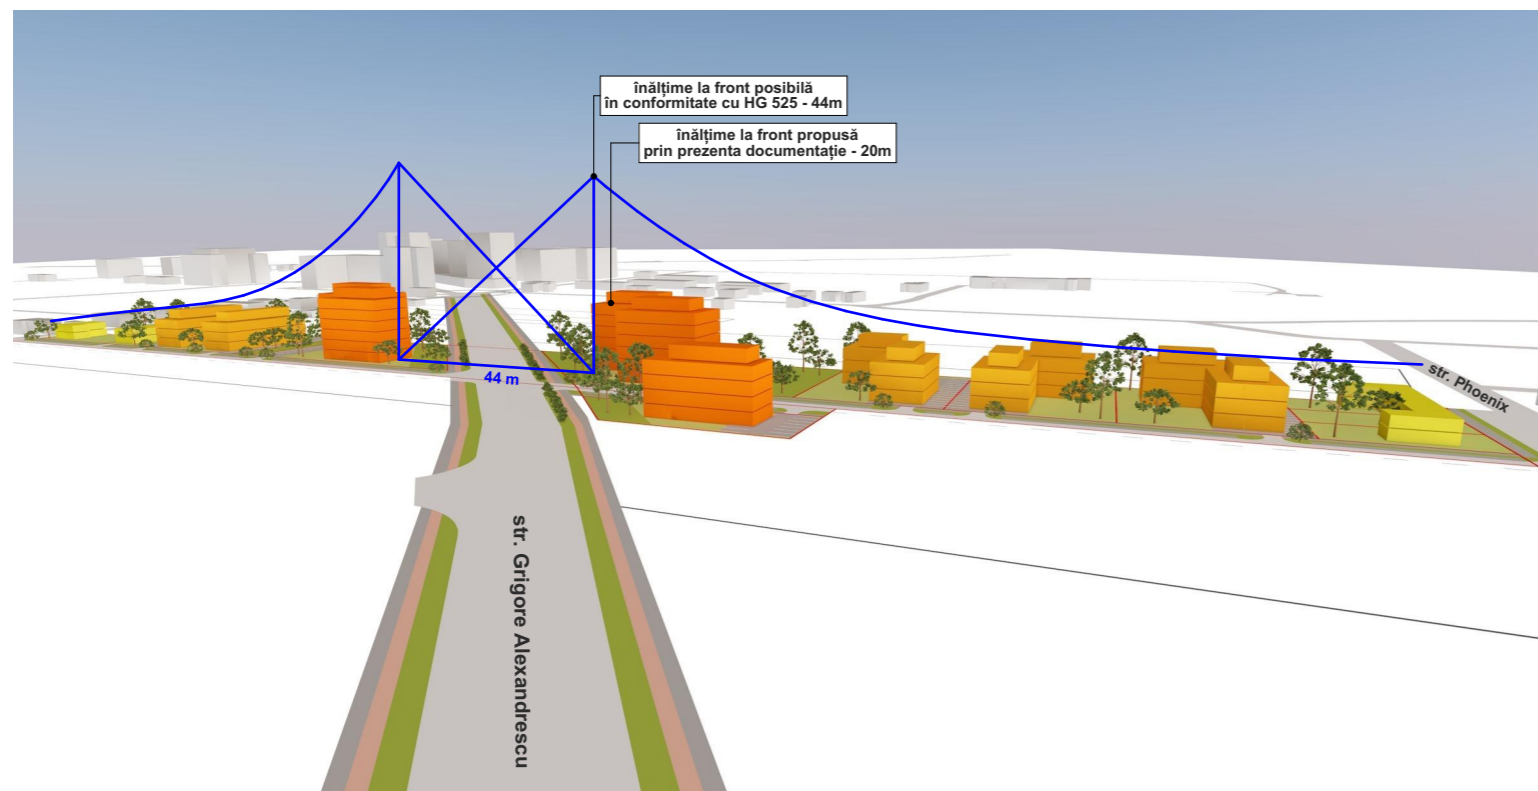 înălțime la front posibilă
în conformitate cu HG 525 - 44m
înălțime la front propusă
prin prezenta documentație - 20m
44 m
str. Phoenix
str. Grigore Alexandrescu